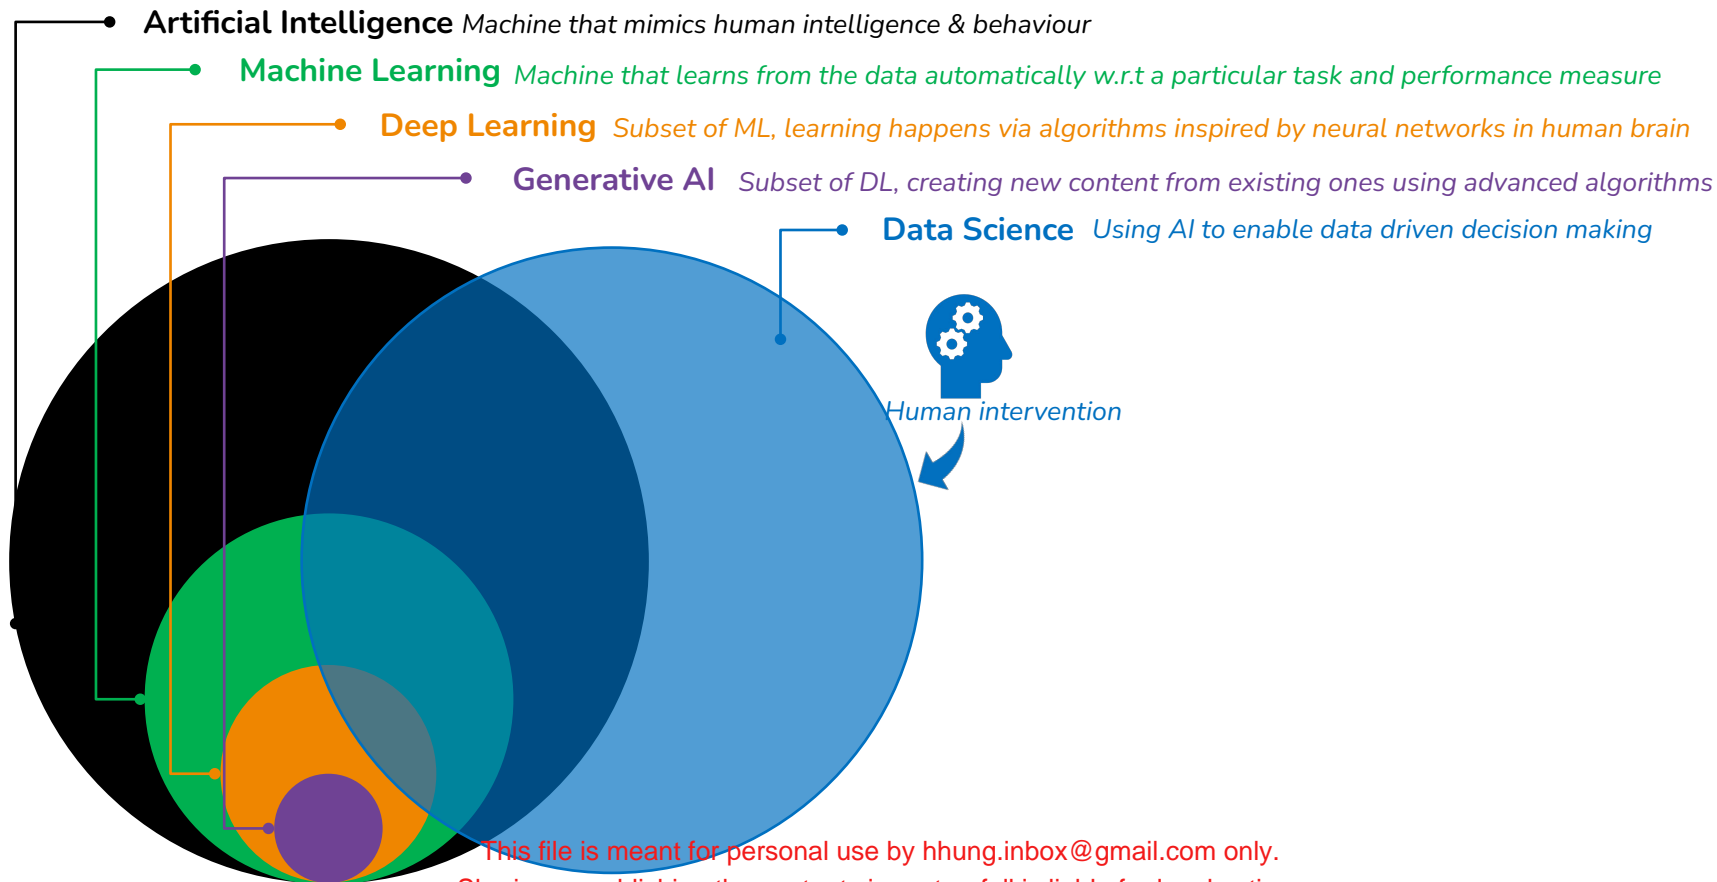 Artificial Intelligence Machine that mimics human intelligence & behaviour
Machine Learning Machine that learns from the data automatically w.r.t a particular task and performance measure
Deep Learning Subset of ML, learning happens via algorithms inspired by neural networks in human brain
Generative AI Subset of DL, creating new content from existing ones using advanced algorithms
Data Science Using AI to enable data driven decision making
Human intervention
This file is meant for personal use by hhung.inbox@gmail.com only.